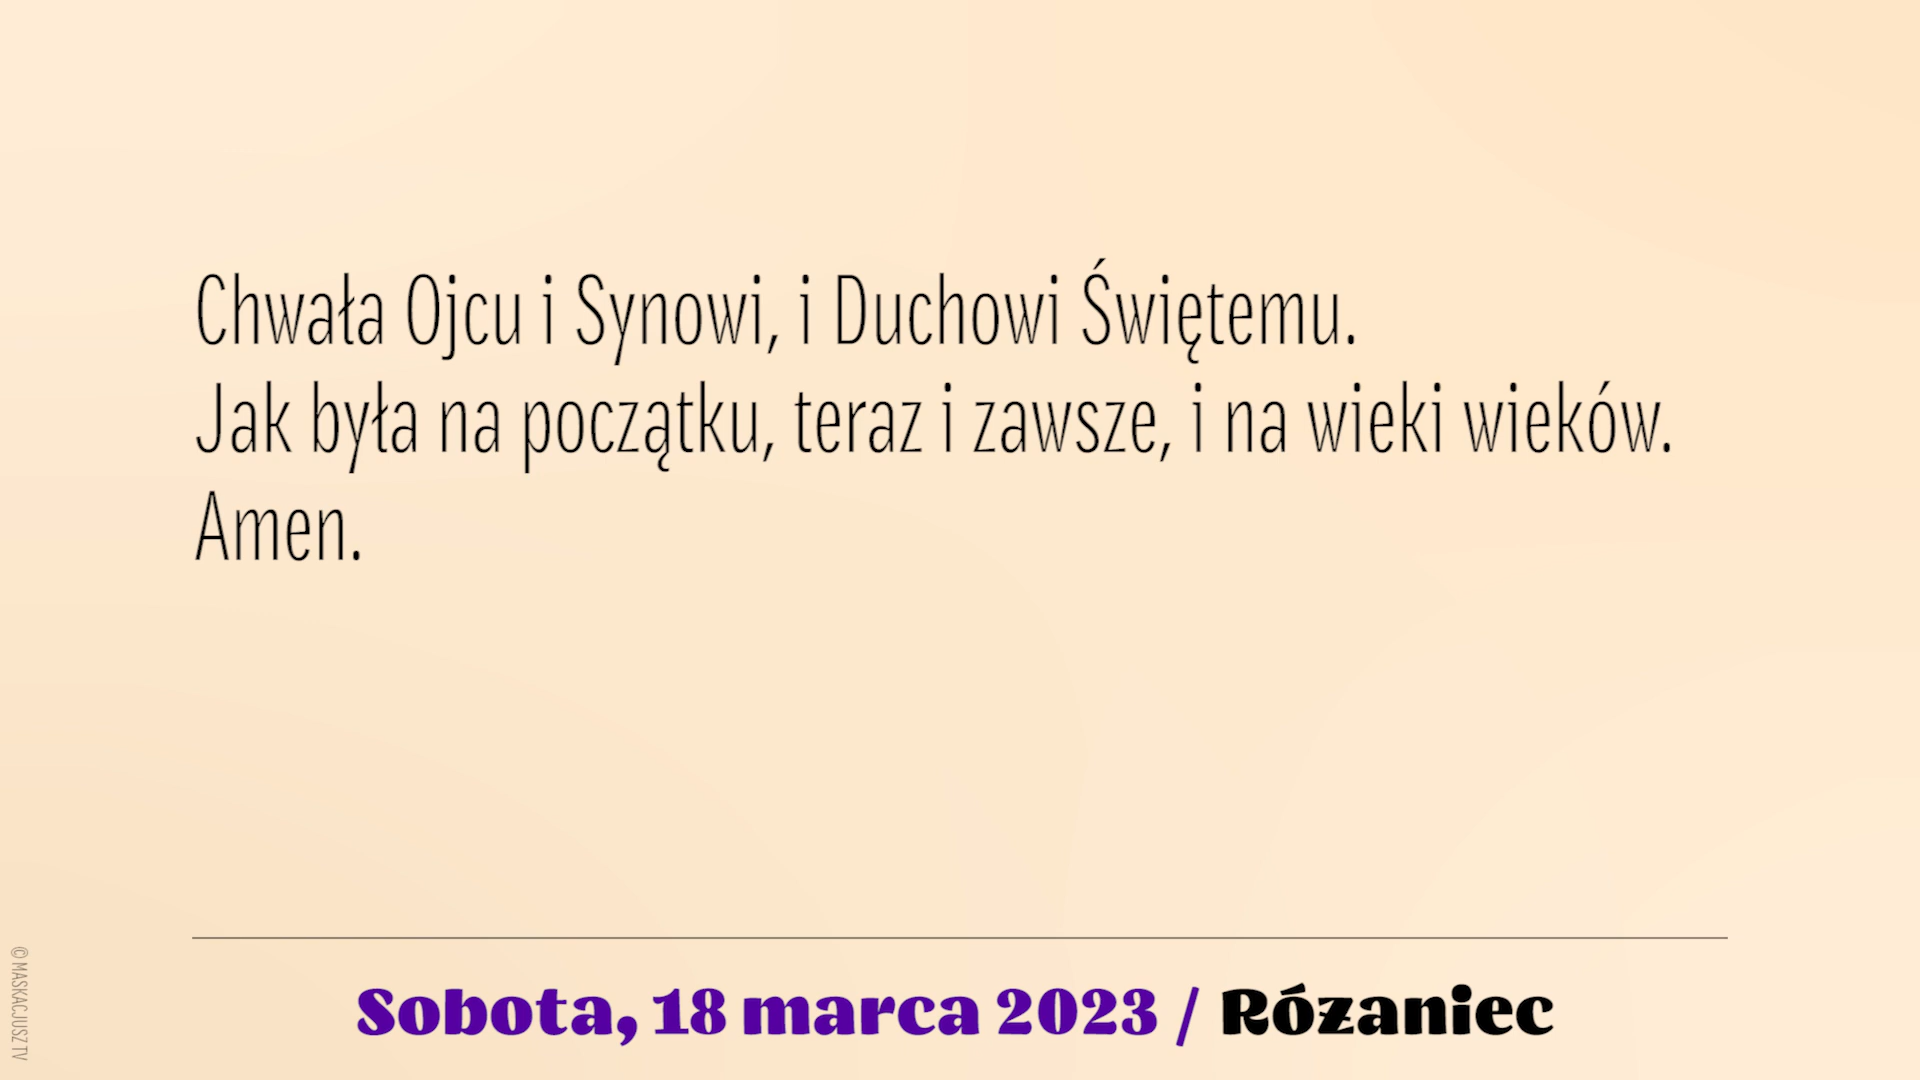 Chwała Ojcu i Synowi, i Duchowi Świętemu.
Jak była na początku, teraz i zawsze, i na wieki wieków.
Amen.
Sobota, 18 marca 2023 / Różaniec
© MASKACJUSZ TV